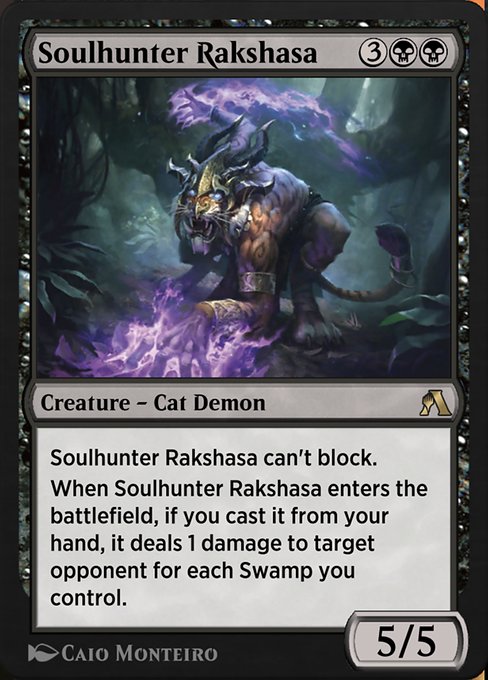 Soulhunter Rakshasa 3
Creature – Cat Demon
Soulhunter Rakshasa can't block.
When Soulhunter Rakshasa enters the
battlefield, if you cast it from your
hand, it deals 1 damage to target
opponent for each Swamp you
control.
5/5
Caio Monteiro